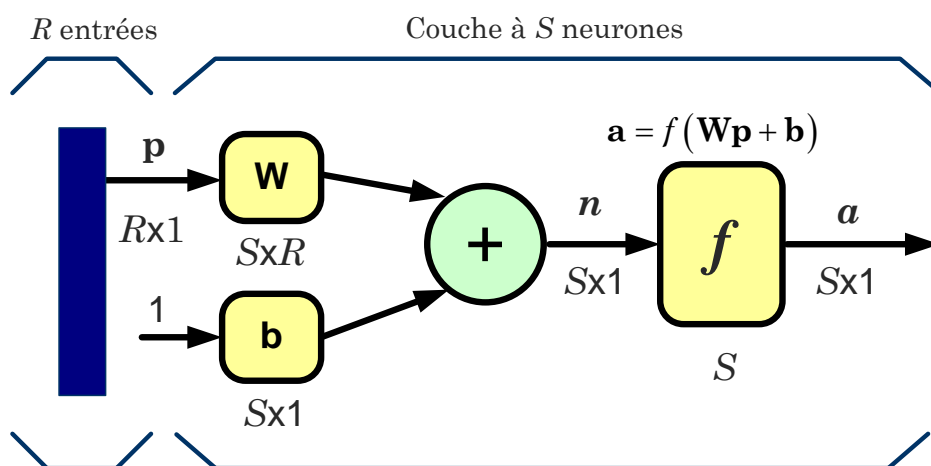 R entrées
Couche à S neurones
a = f(Wp + b)
p
W
n
f
a
Rx1
SxR
+
Sx1
Sx1
1
b
S
Sx1